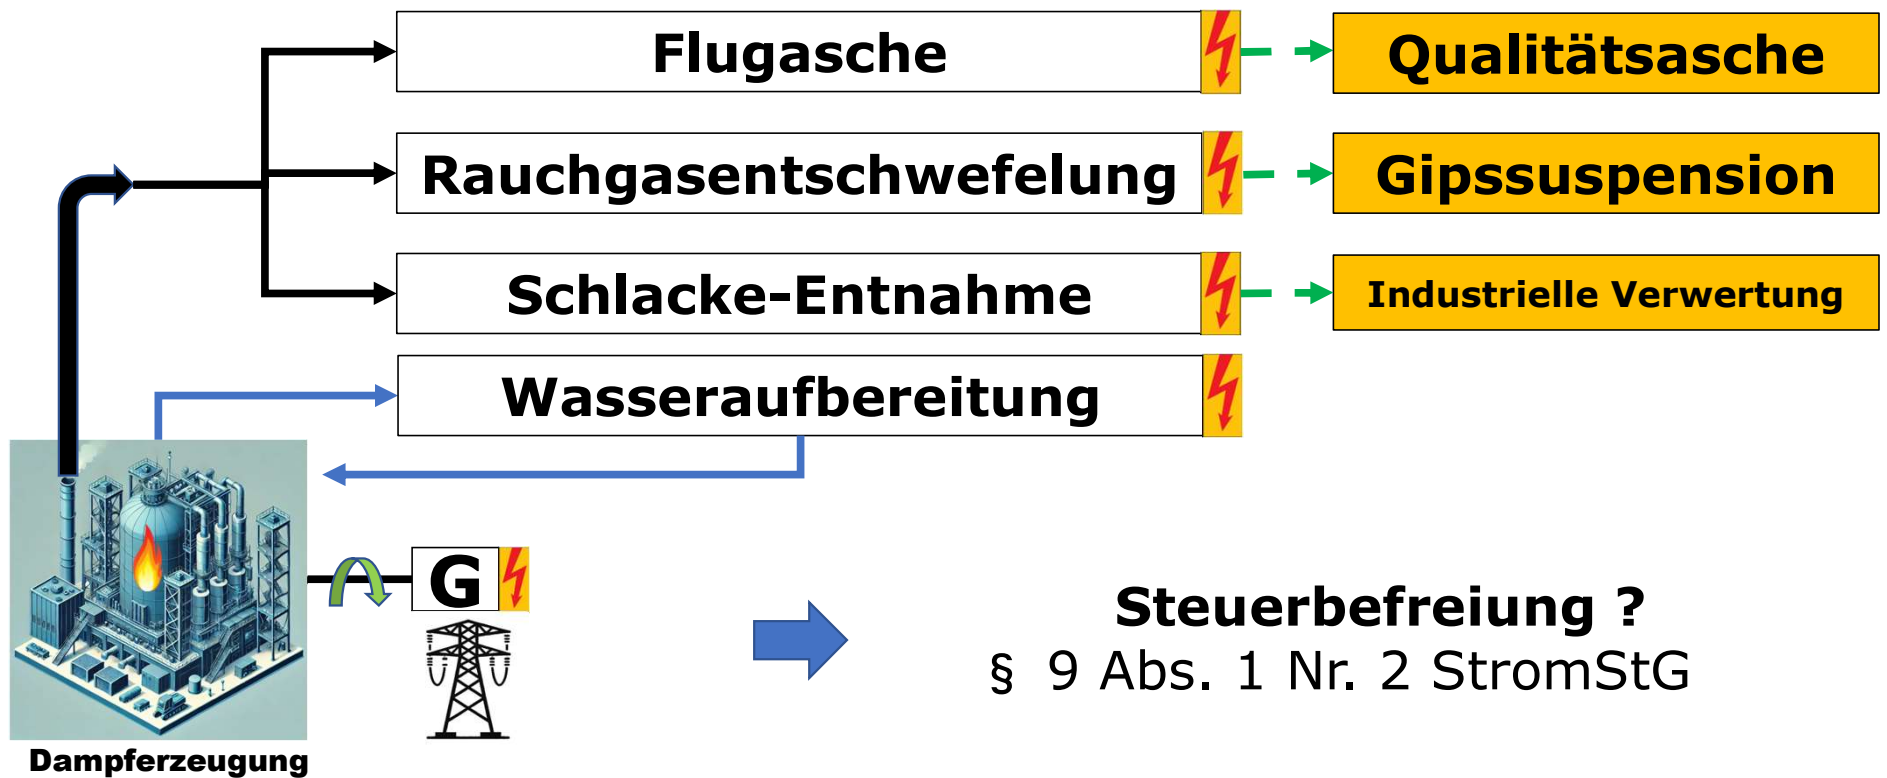 Flugasche
Qualitätsasche
Rauchgasentschwefelung
Gipssuspension
Schlacke-Entnahme
Industrielle Verwertung
Wasseraufbereitung
G
Steuerbefreiung ?
§ 9 Abs. 1 Nr. 2 StromStG
Dampferzeugung